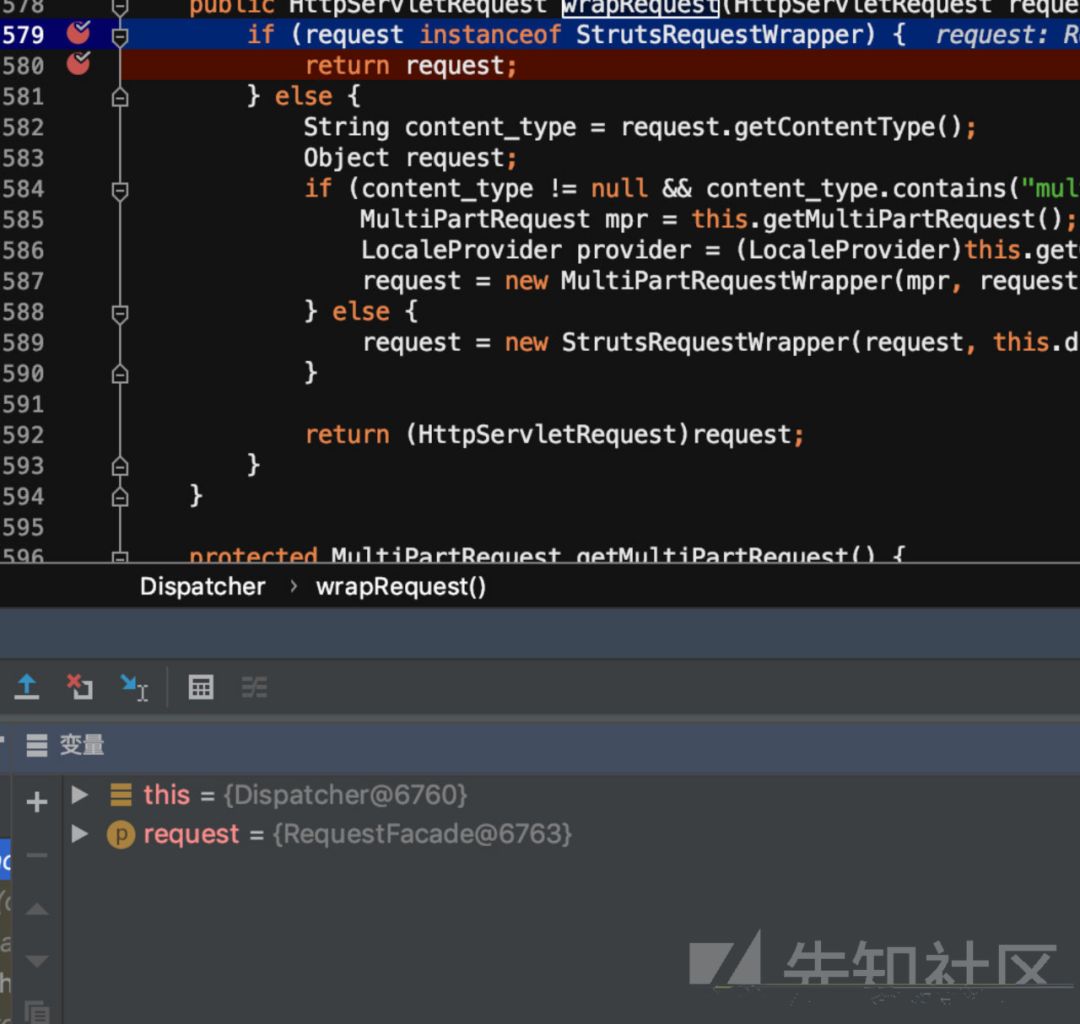 578 public HttpServletRequest wrapRequest(HttpServletRequest reque
579 if (request instanceof StrutsRequestWrapper) { request: R
580 return request;
581 } else {
582 String content_type = request.getContentType();
583 Object request;
584 if (content_type != null && content_type.contains("mul
585 MultiPartRequest mpr = this.getMultiPartRequest();
586 LocaleProvider provider = (LocaleProvider)this.get
587 request = new MultiPartRequestWrapper(mpr, request
588 } else {
589 request = new StrutsRequestWrapper(request, this.d
590 }
591
592 return (HttpServletRequest)request;
593 }
594 }
595
596 protected MultiPartRequest getMultiPartRequest() {
Dispatcher › wrapRequest()
变量
this = {Dispatcher@6760}
p request = {RequestFacade@6763}
先知社区